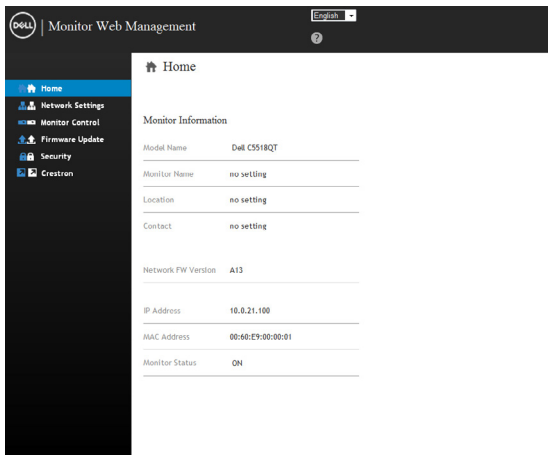 DELL
Monitor Web Management
English
?
Home
Network Settings
Monitor Control
Firmware Update
Security
Crestron
Home
Monitor Information
Model Name Dell C5518QT
Monitor Name no setting
Location no setting
Contact no setting
Network FW Version A13
IP Address 10.0.21.100
MAC Address 00:60:E9:00:00:01
Monitor Status ON